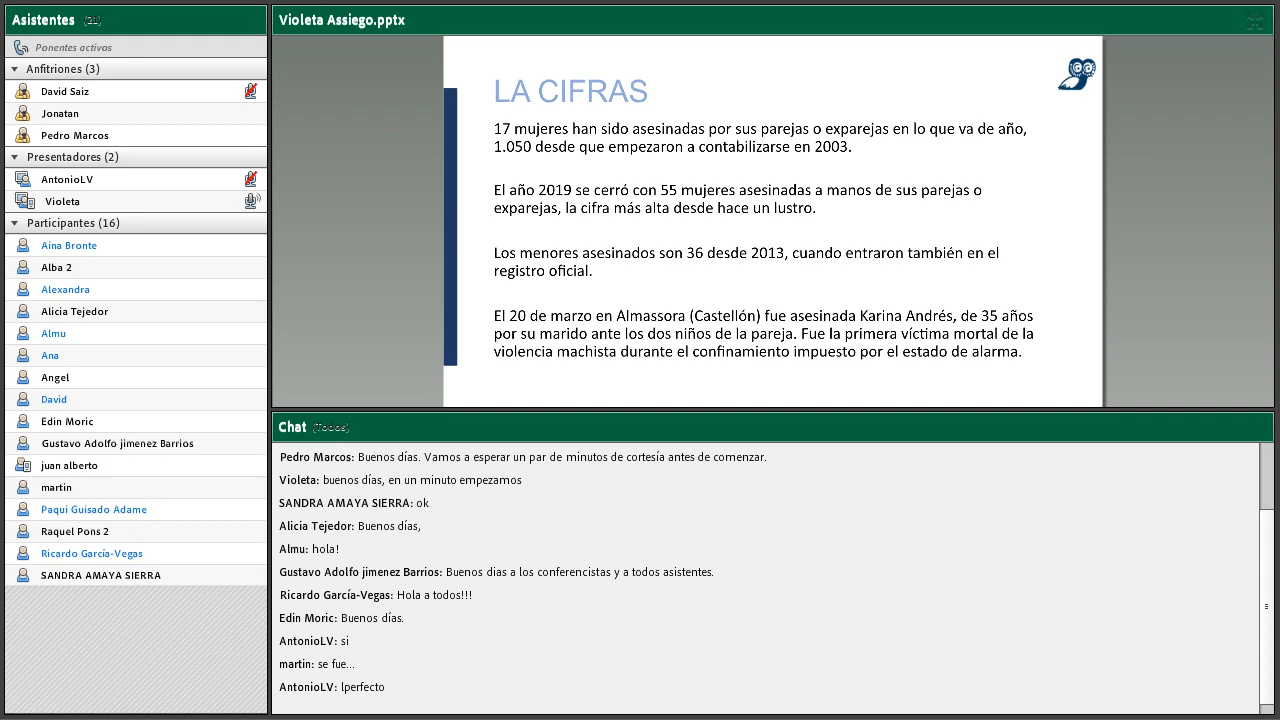 Asistentes (21)
Ponentes activos
Anfitriones (3)
David Saiz
Jonatan
Pedro Marcos
Presentadores (2)
AntonioLV
Violeta
Participantes (16)
Aina Bronte
Alba 2
Alexandra
Alicia Tejedor
Almu
Ana
Angel
David
Edin Moric
Gustavo Adolfo jimenez Barrios
juan alberto
martin
Paqui Guisado Adame
Raquel Pons 2
Ricardo García-Vegas
SANDRA AMAYA SIERRA
Violeta Assiego.pptx
LA CIFRAS
17 mujeres han sido asesinadas por sus parejas o exparejas en lo que va de año,
1.050 desde que empezaron a contabilizarse en 2003.
El año 2019 se cerró con 55 mujeres asesinadas a manos de sus parejas o
exparejas, la cifra más alta desde hace un lustro.
Los menores asesinados son 36 desde 2013, cuando entraron también en el
registro oficial.
El 20 de marzo en Almassora (Castellón) fue asesinada Karina Andrés, de 35 años
por su marido ante los dos niños de la pareja. Fue la primera víctima mortal de la
violencia machista durante el confinamiento impuesto por el estado de alarma.
Chat (Todos)
Pedro Marcos: Buenos días. Vamos a esperar un par de minutos de cortesía antes de comenzar.
Violeta: buenos días, en un minuto empezamos
SANDRA AMAYA SIERRA: ok
Alicia Tejedor: Buenos días,
Almu: hola!
Gustavo Adolfo jimenez Barrios: Buenos dias a los conferencistas y a todos asistentes.
Ricardo García-Vegas: Hola a todos!!!
Edin Moric: Buenos días.
AntonioLV: si
martin: se fue...
AntonioLV: lperfecto